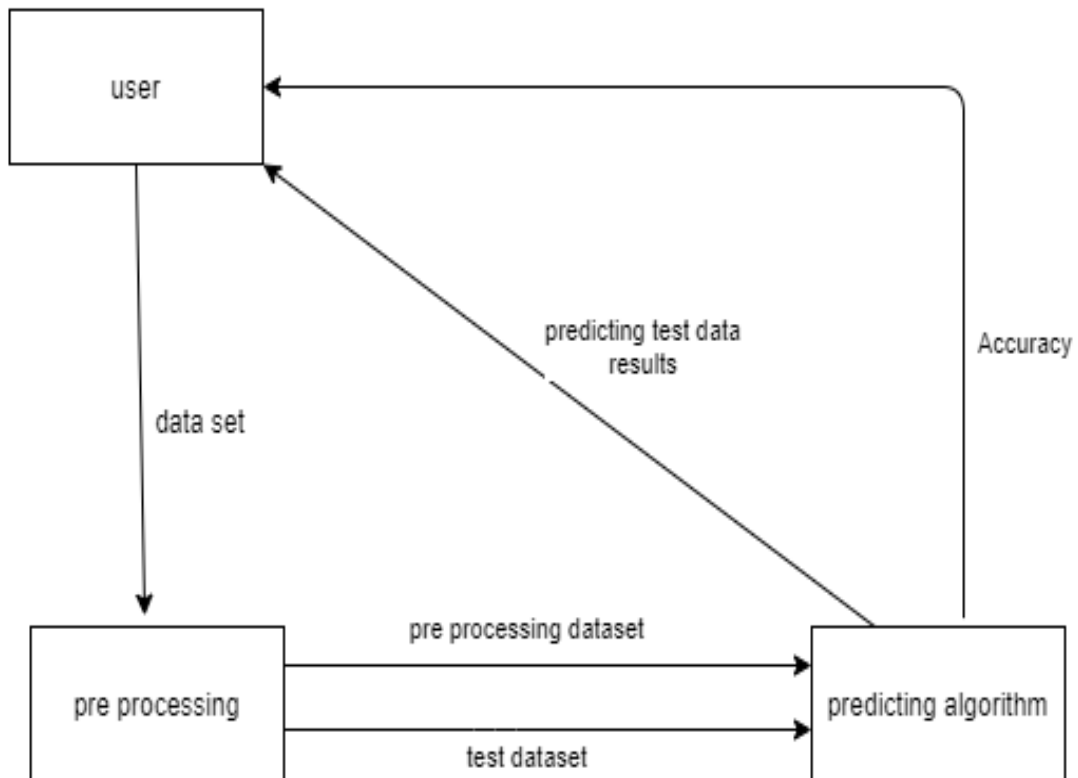 user
predicting test data
results
Accuracy
data set
pre processing dataset
pre processing
predicting algorithm
test dataset